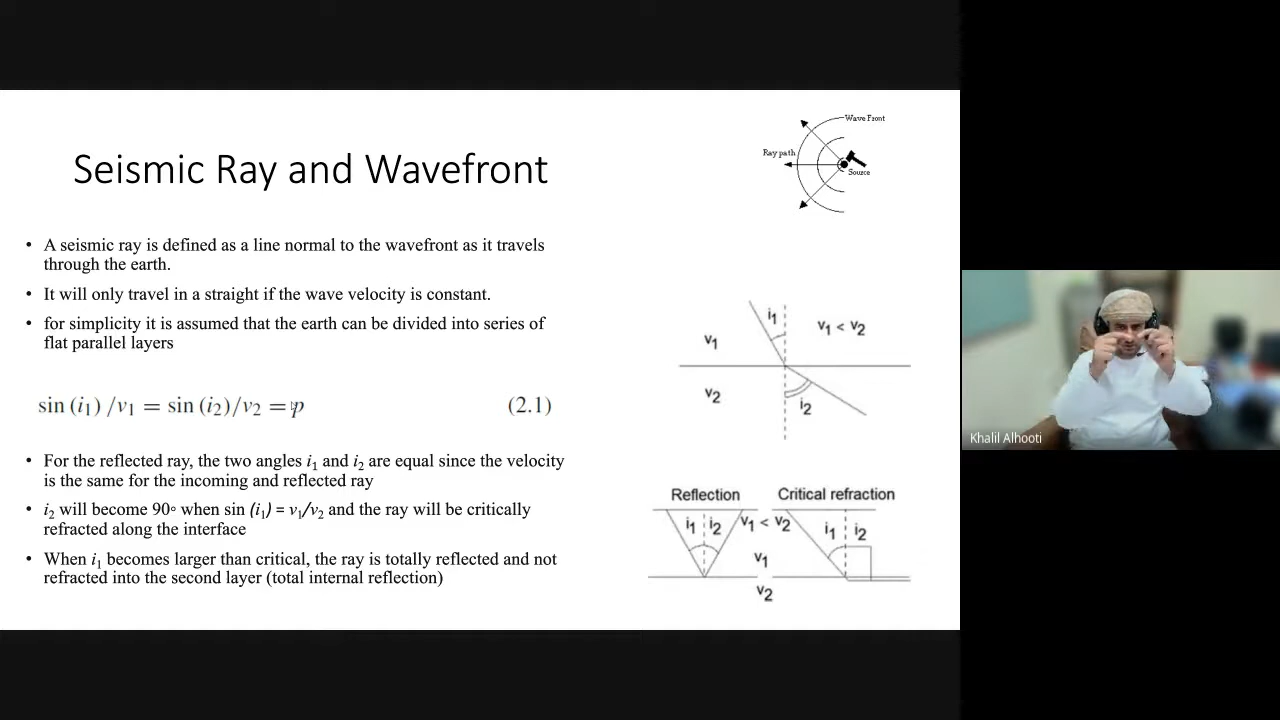 Seismic Ray and Wavefront
• A seismic ray is defined as a line normal to the wavefront as it travels
through the earth.
• It will only travel in a straight if the wave velocity is constant.
• for simplicity it is assumed that the earth can be divided into series of
flat parallel layers
sin (i₁) /v₁ = sin (i₂)/v₂ = p (2.1)
• For the reflected ray, the two angles i₁ and i₂ are equal since the velocity
is the same for the incoming and reflected ray
• i₂ will become 90◦ when sin (i₁) = v₁/v₂ and the ray will be critically
refracted along the interface
• When i₁ becomes larger than critical, the ray is totally reflected and not
refracted into the second layer (total internal reflection)
Wave Front
Ray path
Source
i₁
v₁ < v₂
v₁
v₂
i₂
Reflection Critical refraction
i₁ i₂ v₁ < v₂ i₁ i₂
v₁
v₂
Khalil Alhooti